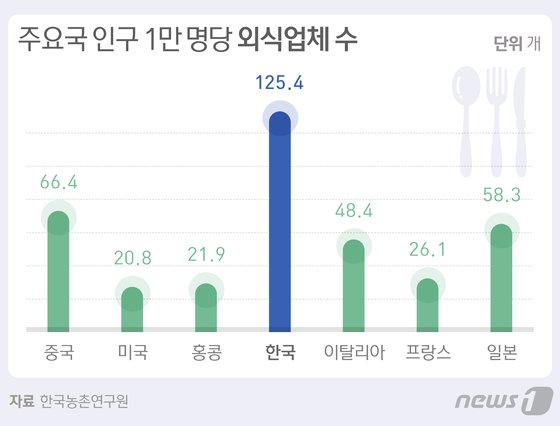 주요국 인구 1만 명당 외식업체 수
단위 개
125.4
66.4
20.8
21.9
48.4
26.1
58.3
중국 미국 홍콩 한국 이탈리아 프랑스 일본
자료 한국농촌연구원
news1